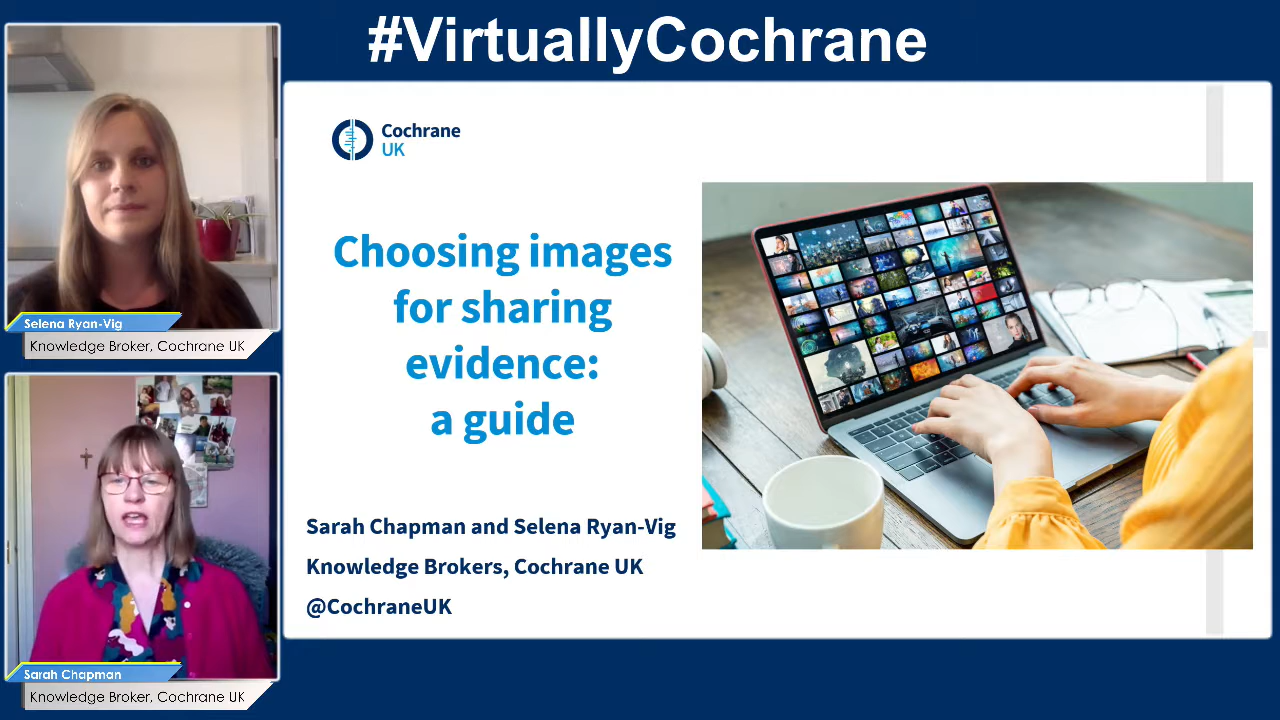 #VirtuallyCochrane
Selena Ryan-Vig
Knowledge Broker, Cochrane UK
Sarah Chapman
Knowledge Broker, Cochrane UK
Cochrane
UK
Choosing images
for sharing
evidence:
a guide
Sarah Chapman and Selena Ryan-Vig
Knowledge Brokers, Cochrane UK
@CochraneUK